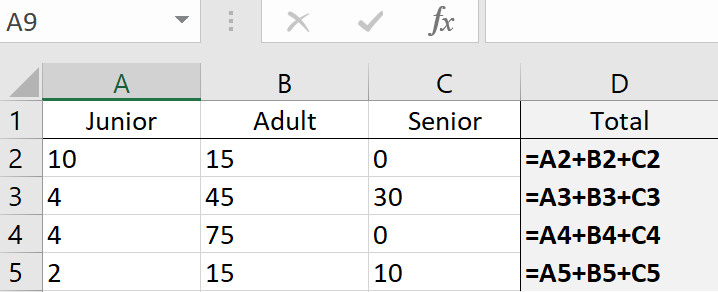 A9 fx
A B C D
1 Junior Adult Senior Total
2 10 15 0 =A2+B2+C2
3 4 45 30 =A3+B3+C3
4 4 75 0 =A4+B4+C4
5 2 15 10 =A5+B5+C5